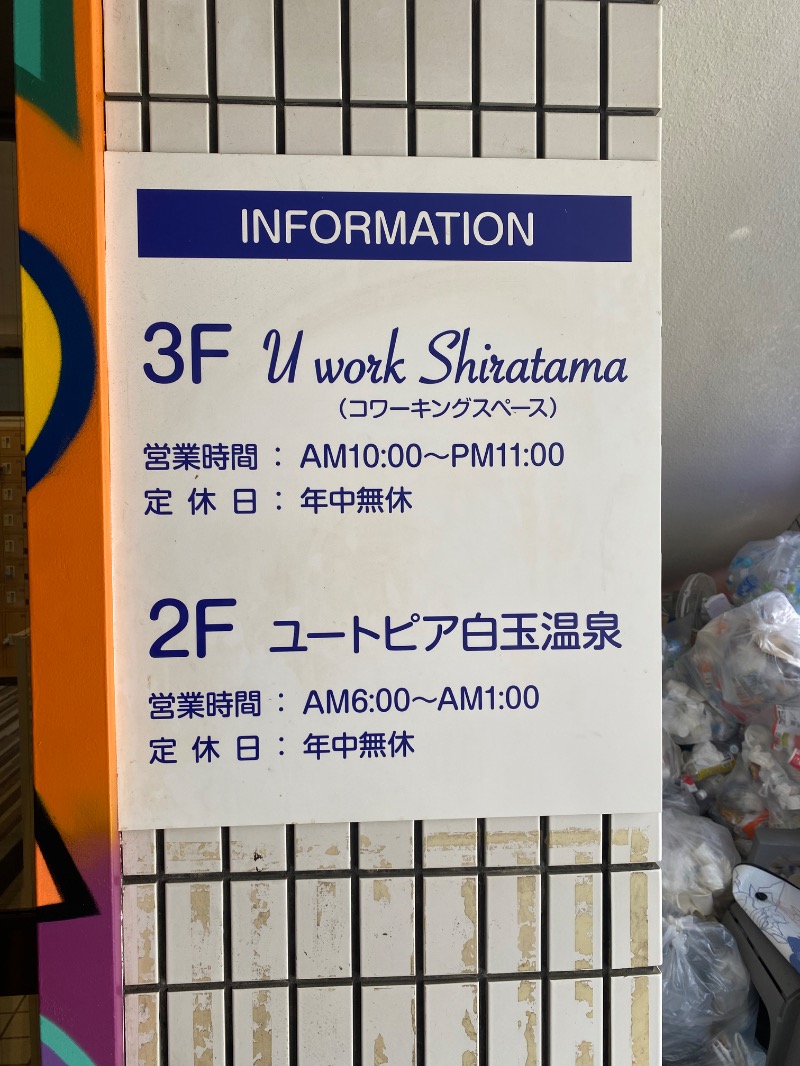 INFORMATION
3F U work Shiratama
（コワーキングスペース）
営業時間：AM10:00～PM11:00
定 休 日：年中無休
2F ユートピア白玉温泉
営業時間：AM6:00～AM1:00
定 休 日：年中無休